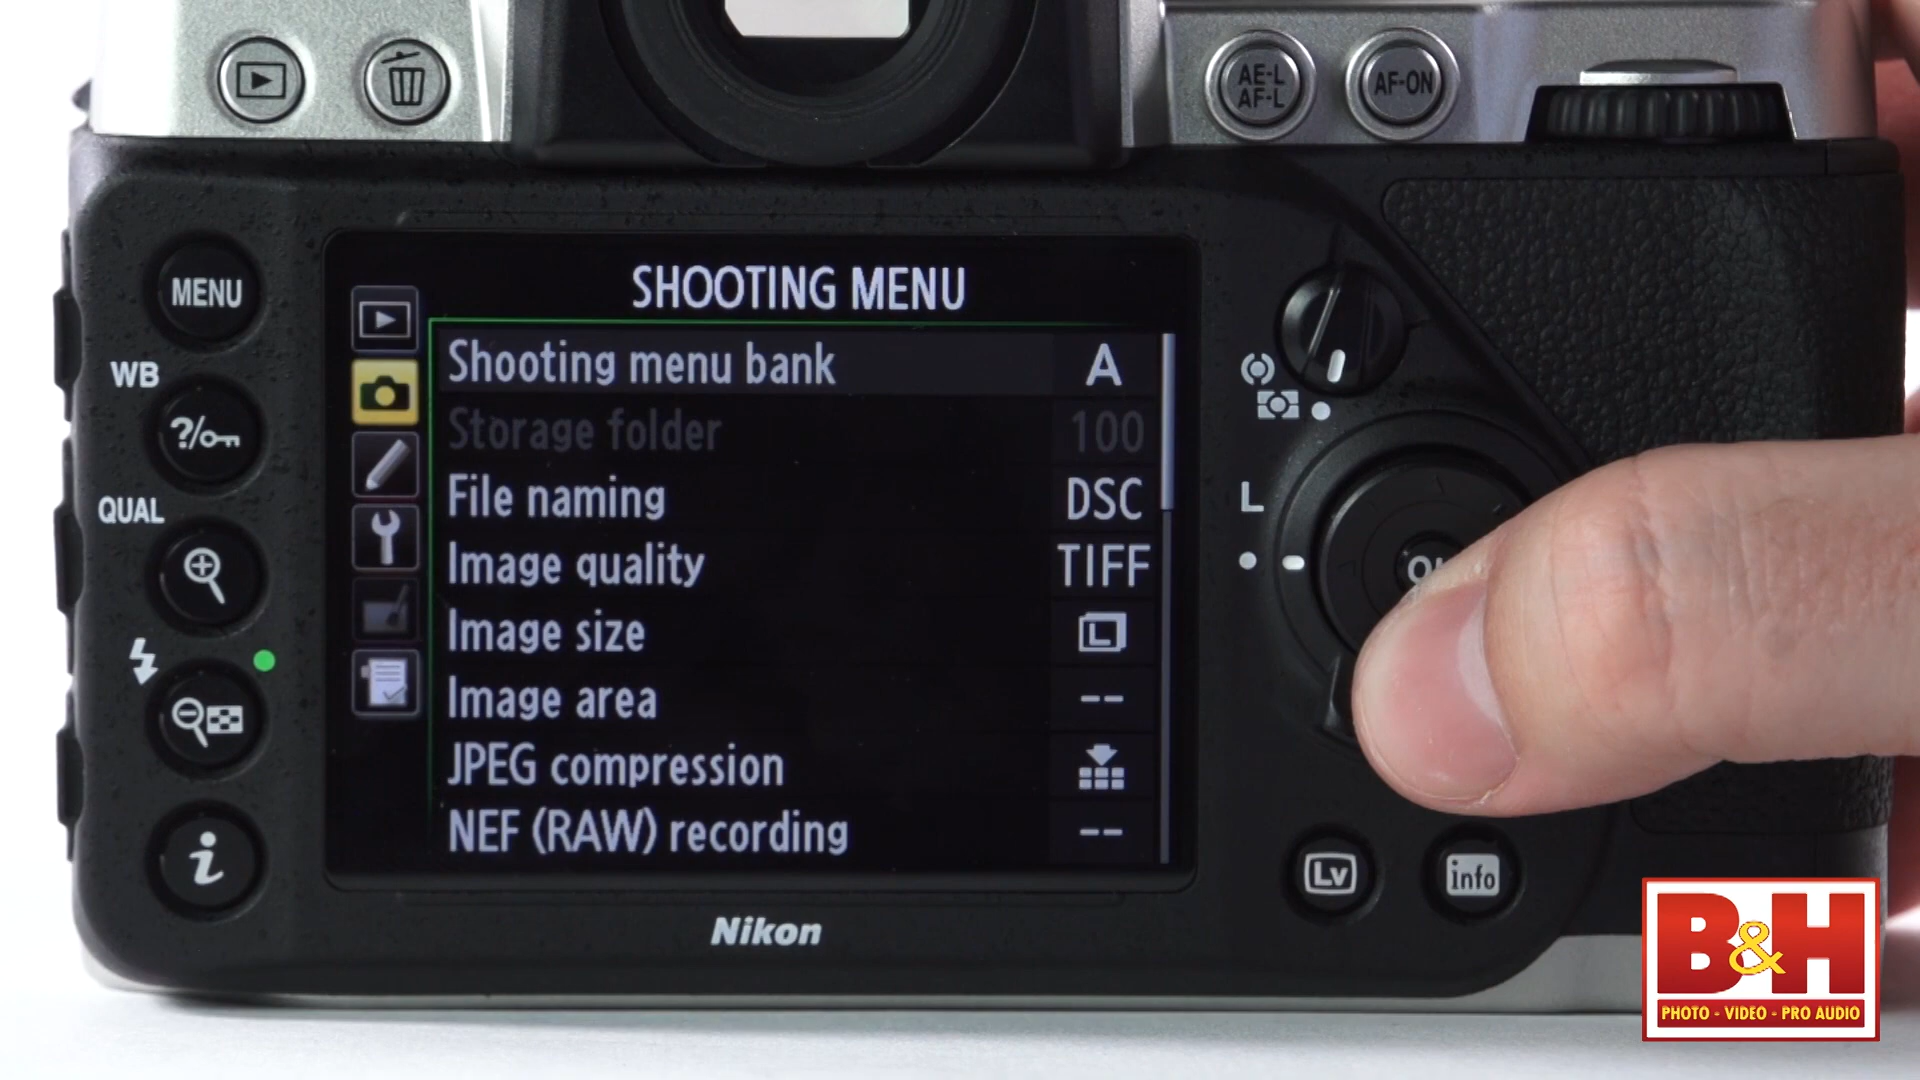 AE-L
AF-L
AF-ON
MENU
WB
?/
QUAL
i
SHOOTING MENU
Shooting menu bank A
Storage folder 100
File naming DSC
Image quality TIFF
Image size L
Image area --
JPEG compression
NEF (RAW) recording --
Nikon
L
Lv
info
B&H
PHOTO - VIDEO - PRO AUDIO